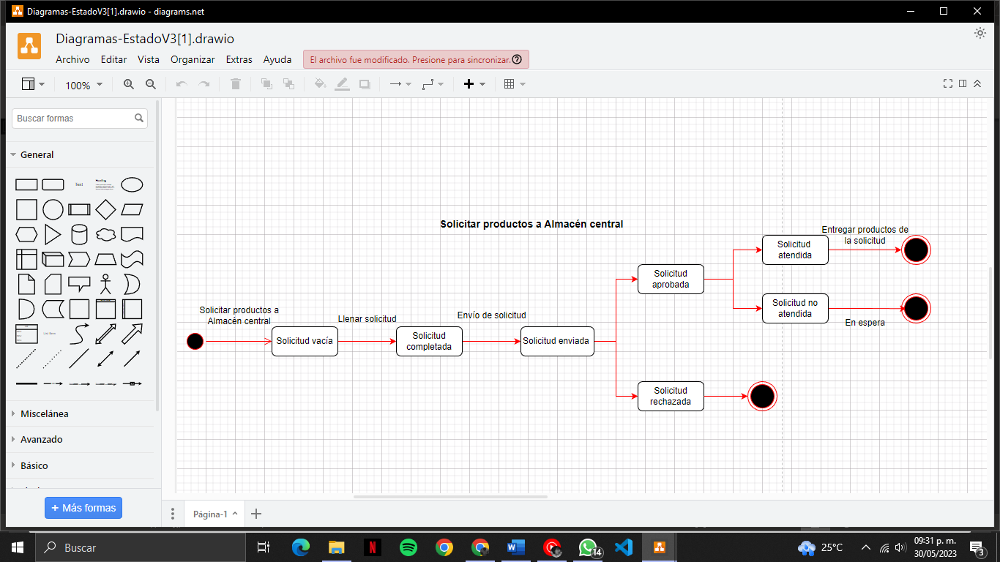 Diagramas-EstadoV3[1].drawio - diagrams.net
Diagramas-EstadoV3[1].drawio
Archivo Editar Vista Organizar Extras Ayuda
El archivo fue modificado. Presione para sincronizar.
100%
Buscar formas
General
Text
Heading
Misceláneas
Avanzado
Básico
+ Más formas
Solicitar productos a Almacén central
Solicitar productos a
Almacén central
Solicitud vacía
Llenar solicitud
Solicitud
completada
Envío de solicitud
Solicitud enviada
Solicitud
aprobada
Solicitud
rechazada
Solicitud
atendida
Entregar productos de
la solicitud
Solicitud no
atendida
En espera
Página-1
Buscar
14
25°C
09:31 p. m.
30/05/2023
3